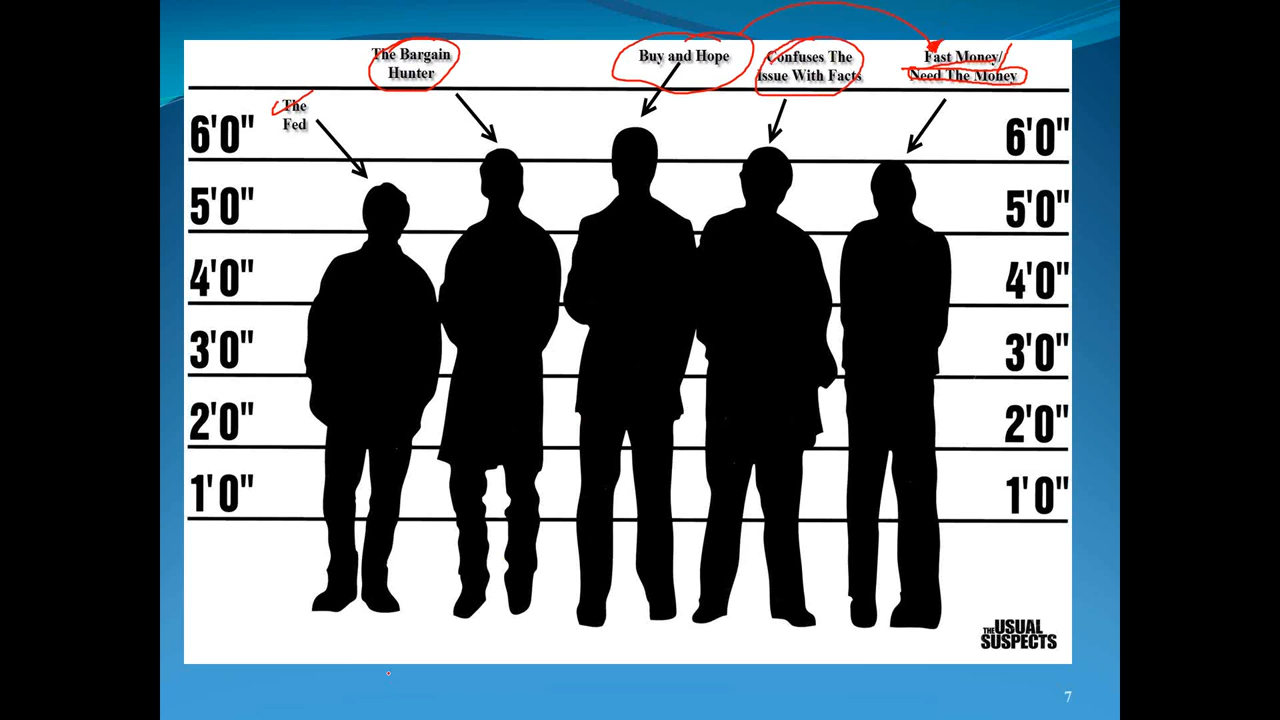 The Bargain
Hunter
Buy and Hope
Confuses The
Issue With Facts
Fast Money/
Need The Money
The
Fed
6'0" 6'0"
5'0" 5'0"
4'0" 4'0"
3'0" 3'0"
2'0" 2'0"
1'0" 1'0"
THE USUAL
SUSPECTS
7